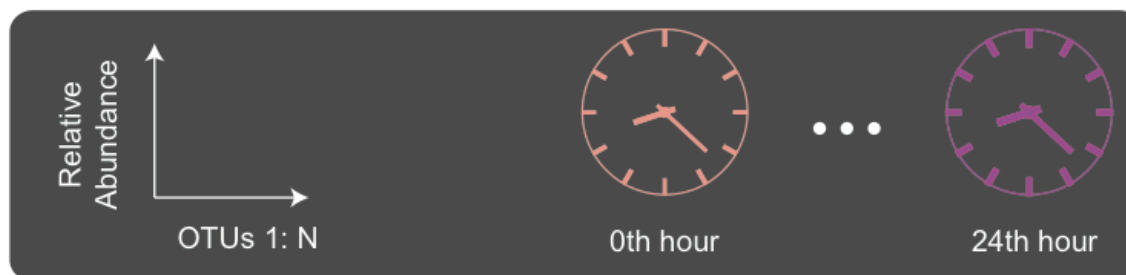 Relative
Abundance
OTUs 1: N
0th hour
24th hour